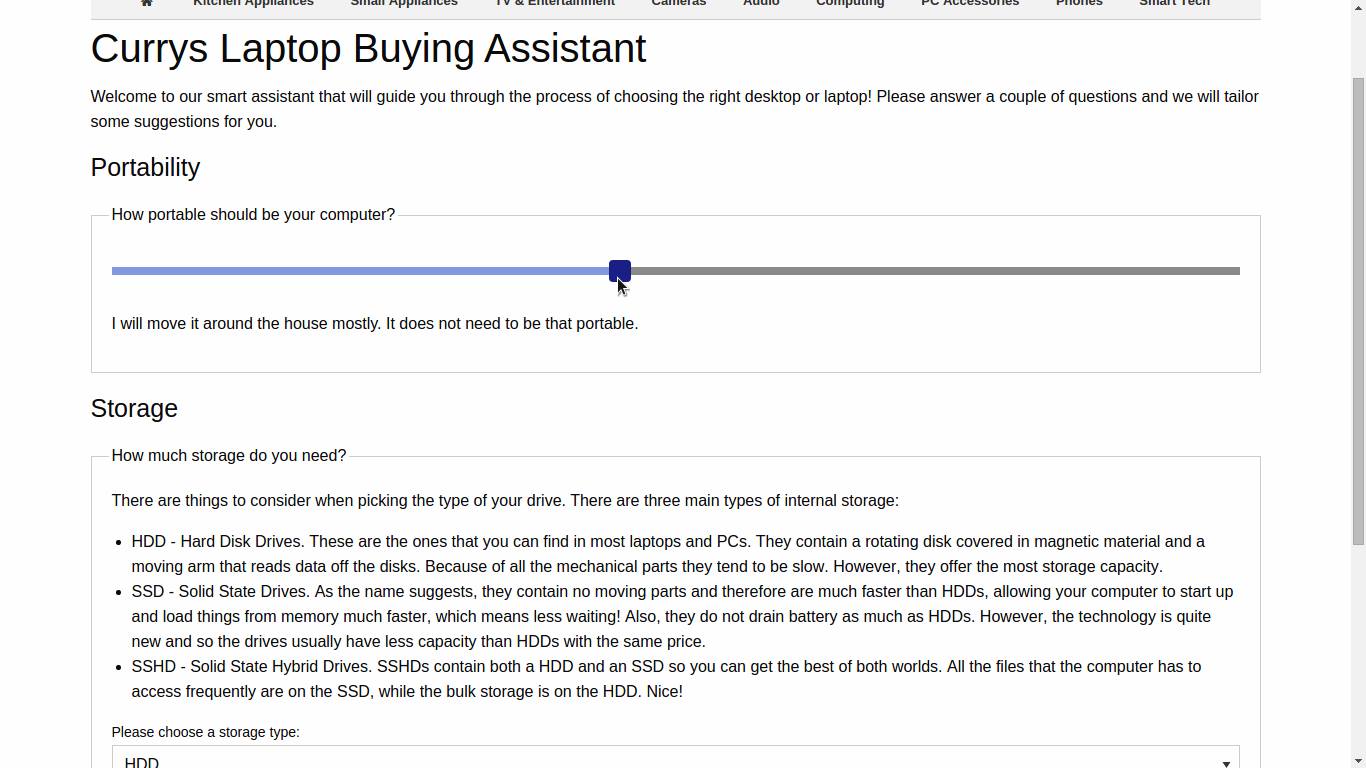 Kitchen Appliances Small Appliances TV & Entertainment Cameras Audio Computing PC Accessories Phones Smart Tech
Currys Laptop Buying Assistant
Welcome to our smart assistant that will guide you through the process of choosing the right desktop or laptop! Please answer a couple of questions and we will tailor
some suggestions for you.
Portability
How portable should be your computer?
I will move it around the house mostly. It does not need to be that portable.
Storage
How much storage do you need?
There are things to consider when picking the type of your drive. There are three main types of internal storage:
• HDD - Hard Disk Drives. These are the ones that you can find in most laptops and PCs. They contain a rotating disk covered in magnetic material and a
moving arm that reads data off the disks. Because of all the mechanical parts they tend to be slow. However, they offer the most storage capacity.
• SSD - Solid State Drives. As the name suggests, they contain no moving parts and therefore are much faster than HDDs, allowing your computer to start up
and load things from memory much faster, which means less waiting! Also, they do not drain battery as much as HDDs. However, the technology is quite
new and so the drives usually have less capacity than HDDs with the same price.
• SSHD - Solid State Hybrid Drives. SSHDs contain both a HDD and an SSD so you can get the best of both worlds. All the files that the computer has to
access frequently are on the SSD, while the bulk storage is on the HDD. Nice!
Please choose a storage type:
HDD